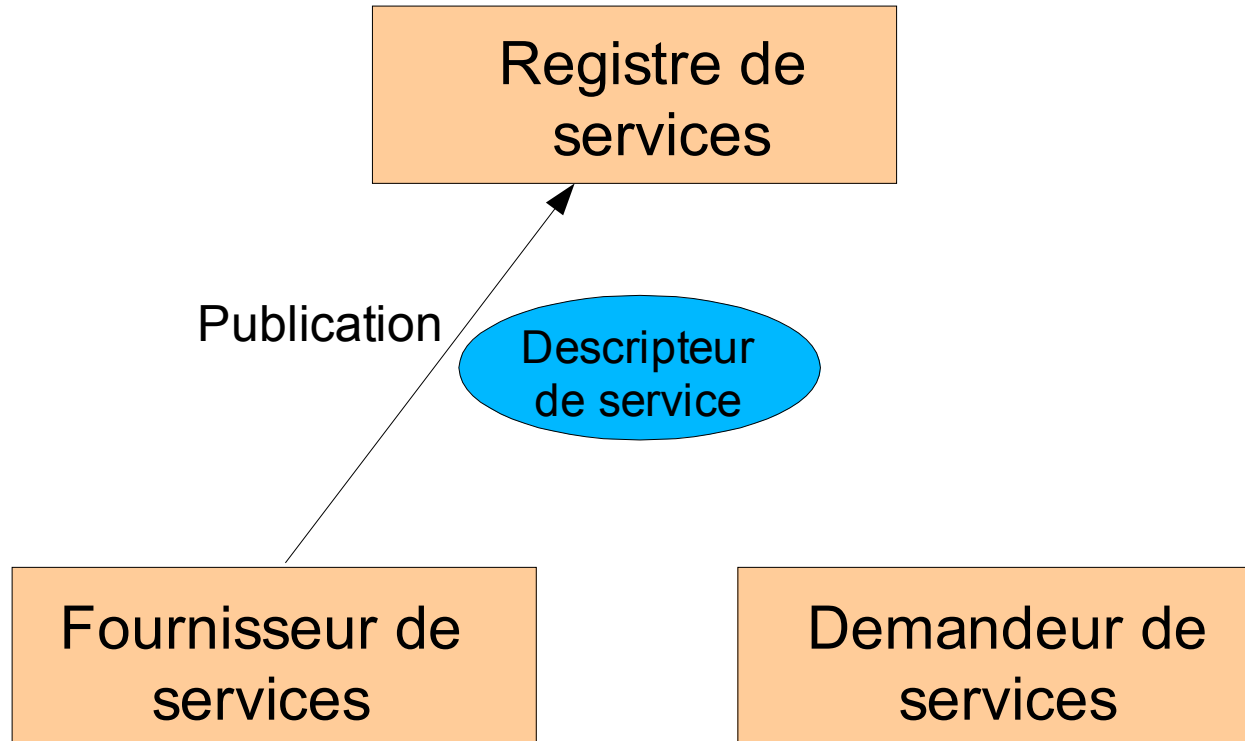 Registre de
services
Publication
Descripteur
de service
Fournisseur de
services
Demandeur de
services